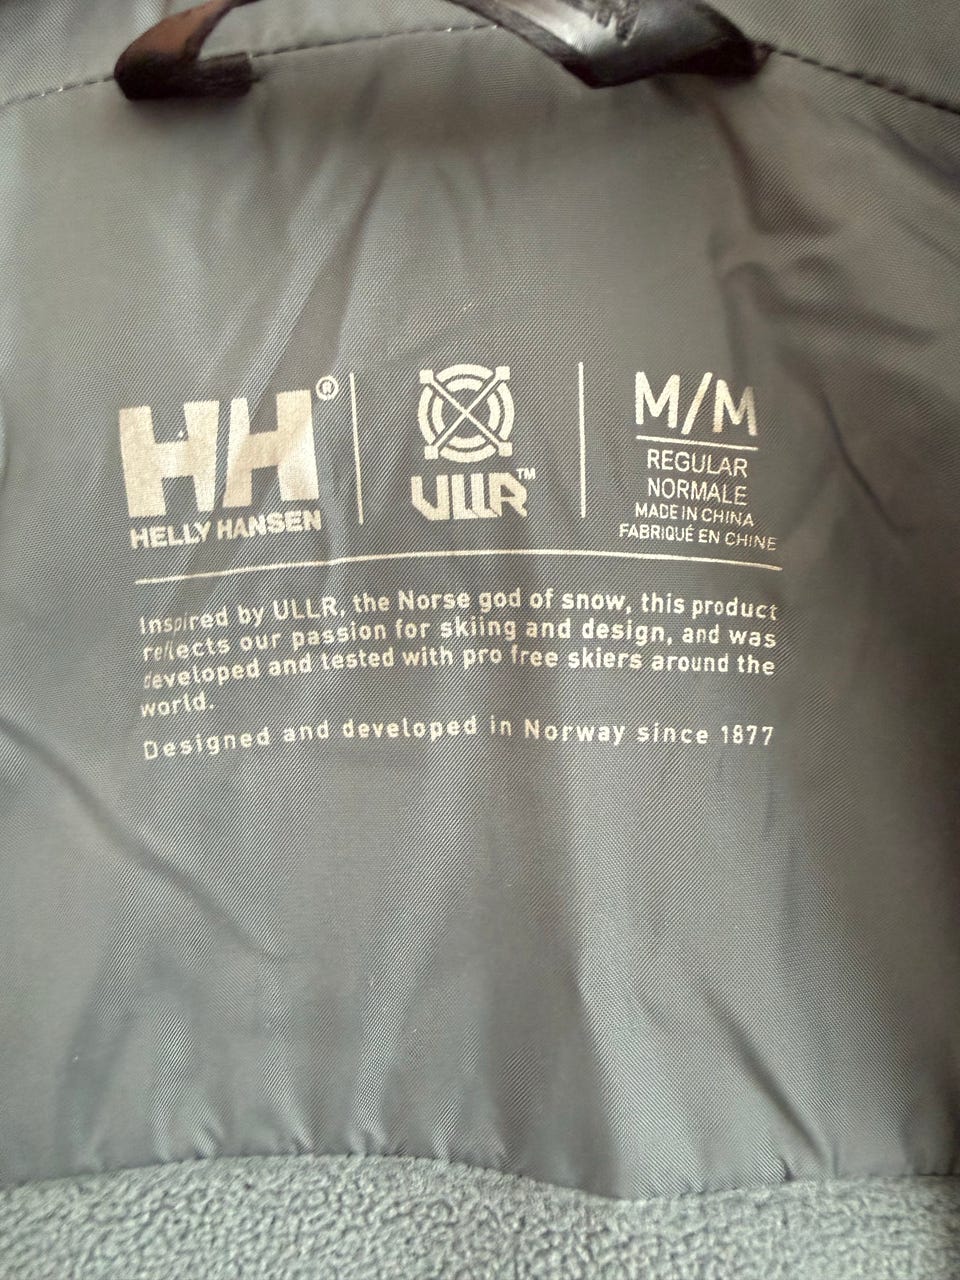 HH®
HELLY HANSEN
ULLR™
M/M
REGULAR
NORMALE
MADE IN CHINA
FABRIQUÉ EN CHINE
Inspired by ULLR, the Norse god of snow, this product
reflects our passion for skiing and design, and was
developed and tested with pro free skiers around the
world.
Designed and developed in Norway since 1877